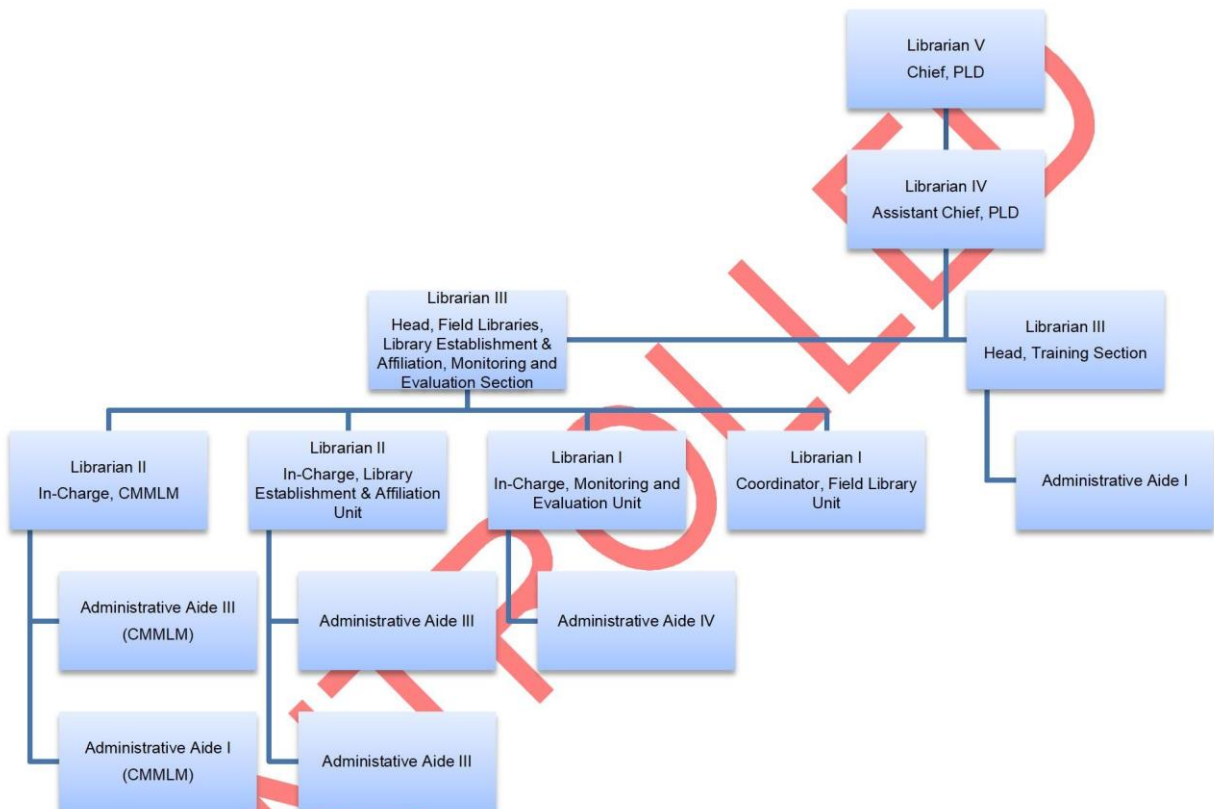 Librarian V
Chief, PLD
Librarian IV
Assistant Chief, PLD
Librarian III
Head, Field Libraries,
Library Establishment &
Affiliation, Monitoring and
Evaluation Section
Librarian III
Head, Training Section
Librarian II
In-Charge, CMMLM
Librarian II
In-Charge, Library
Establishment & Affiliation
Unit
Librarian I
In-Charge, Monitoring and
Evaluation Unit
Librarian I
Coordinator, Field Library
Unit
Administrative Aide I
Administrative Aide III
(CMMLM)
Administrative Aide III
Administrative Aide IV
Administrative Aide I
(CMMLM)
Administative Aide III